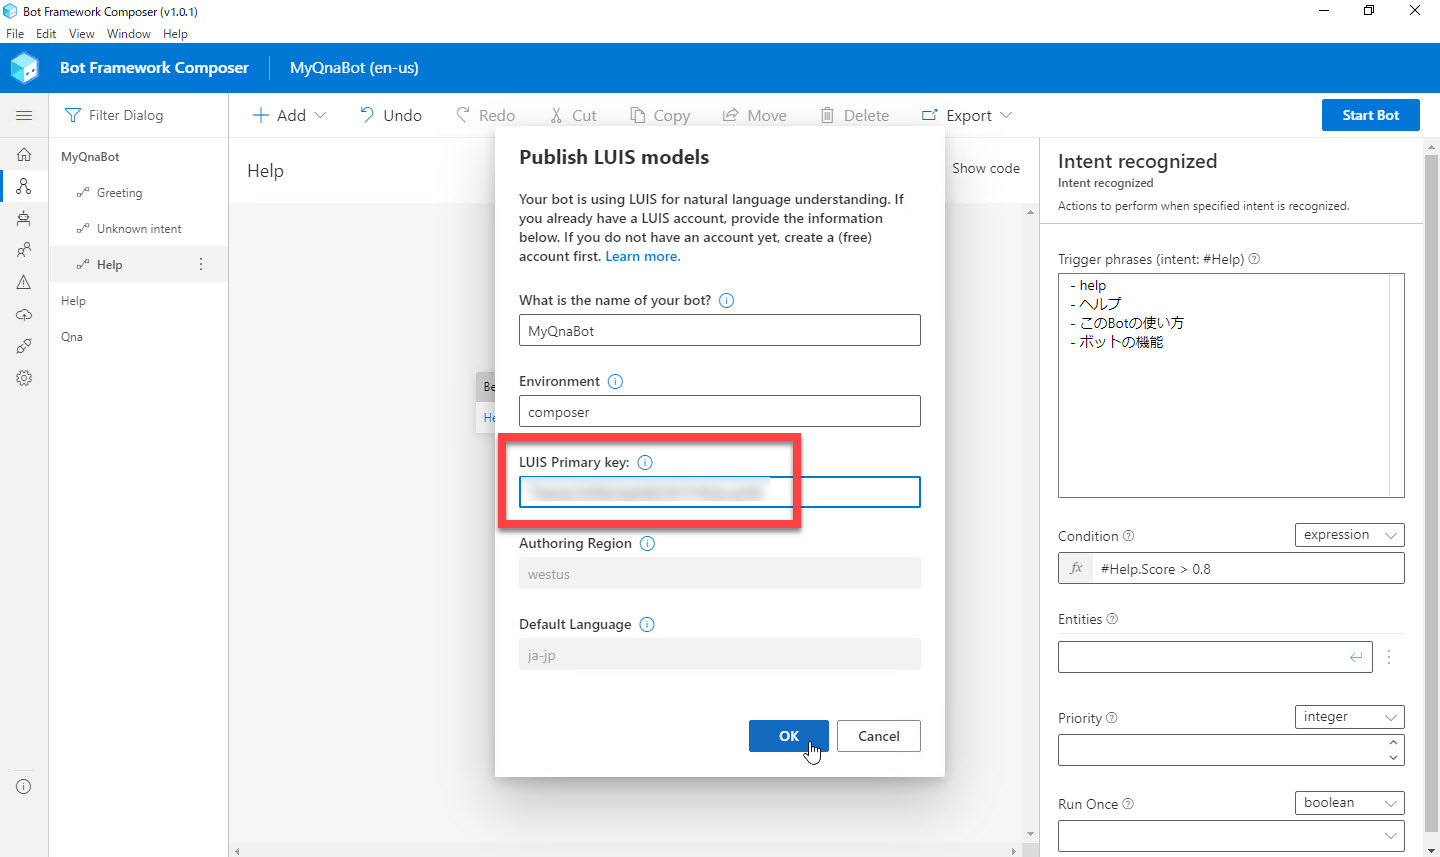 Bot Framework Composer (v1.0.1)
File Edit View Window Help
Bot Framework Composer MyQnaBot (en-us)
Filter Dialog
Add Undo Redo Cut Copy Move Delete Export Start Bot
MyQnaBot
Greeting
Unknown intent
Help
Help
Qna
Help
Show code
Be
He
Publish LUIS models
Your bot is using LUIS for natural language understanding. If
you already have a LUIS account, provide the information
below. If you do not have an account yet, create a (free)
account first. Learn more.
What is the name of your bot?
MyQnaBot
Environment
composer
LUIS Primary key:
Authoring Region
westus
Default Language
ja-jp
OK Cancel
Intent recognized
Intent recognized
Actions to perform when specified intent is recognized.
Trigger phrases (intent: #Help)
- help
- ヘルプ
- このBotの使い方
- ボットの機能
Condition expression
fx #Help.Score > 0.8
Entities
Priority integer
Run Once boolean